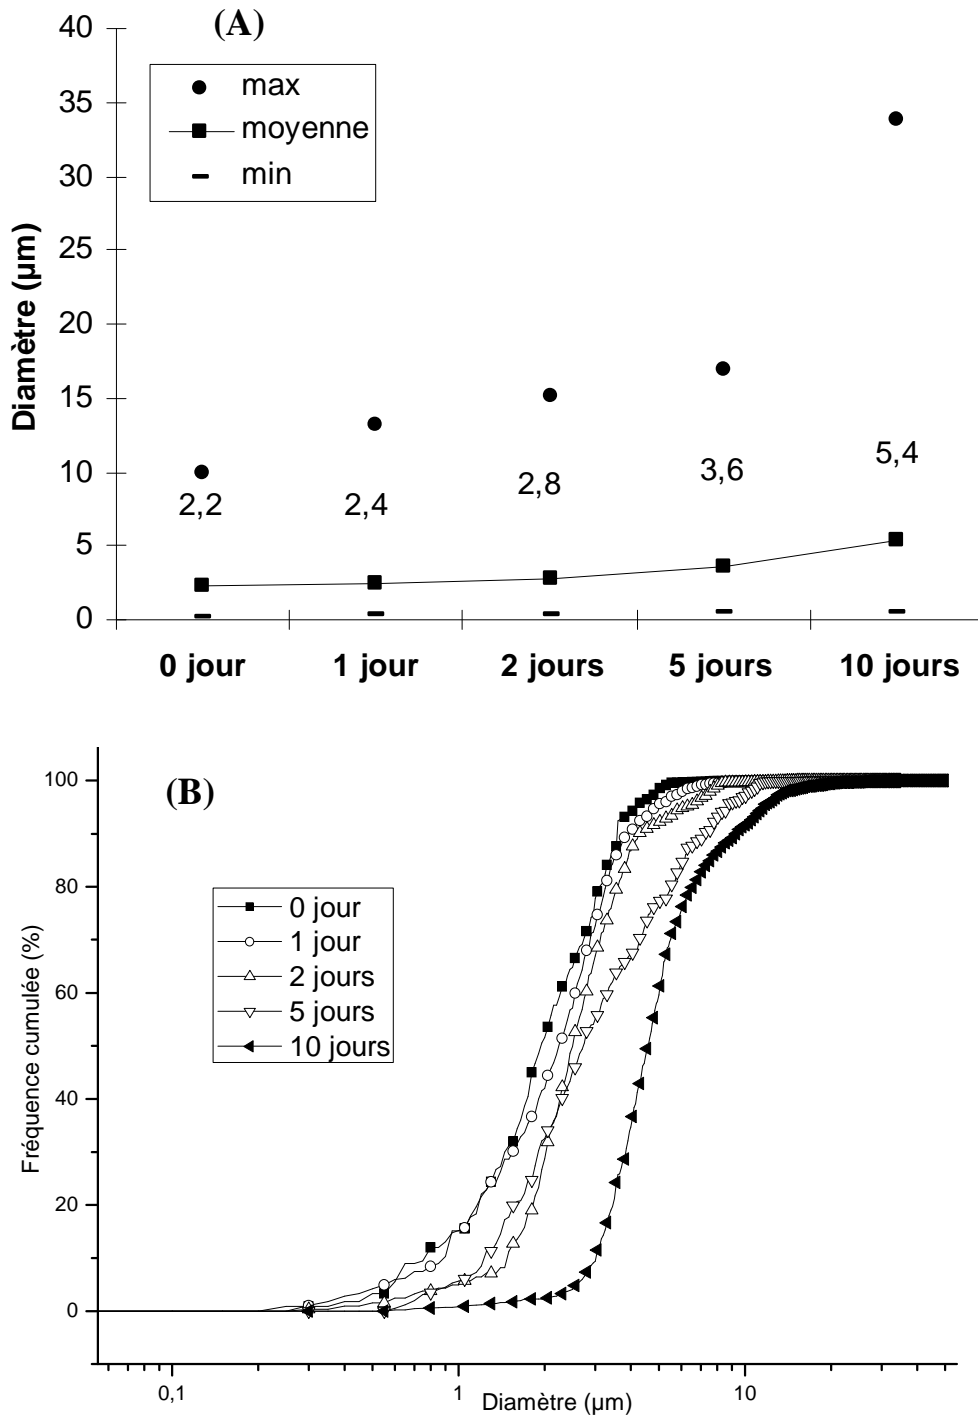 (A)
40
35
30
25
20
15
10
5
0
Diamètre (µm)
max
moyenne
min
2,2
2,4
2,8
3,6
5,4
0 jour
1 jour
2 jours
5 jours
10 jours
(B)
100
80
60
40
20
0
Fréquence cumulée (%)
0 jour
1 jour
2 jours
5 jours
10 jours
0,1
1
10
Diamètre (µm)